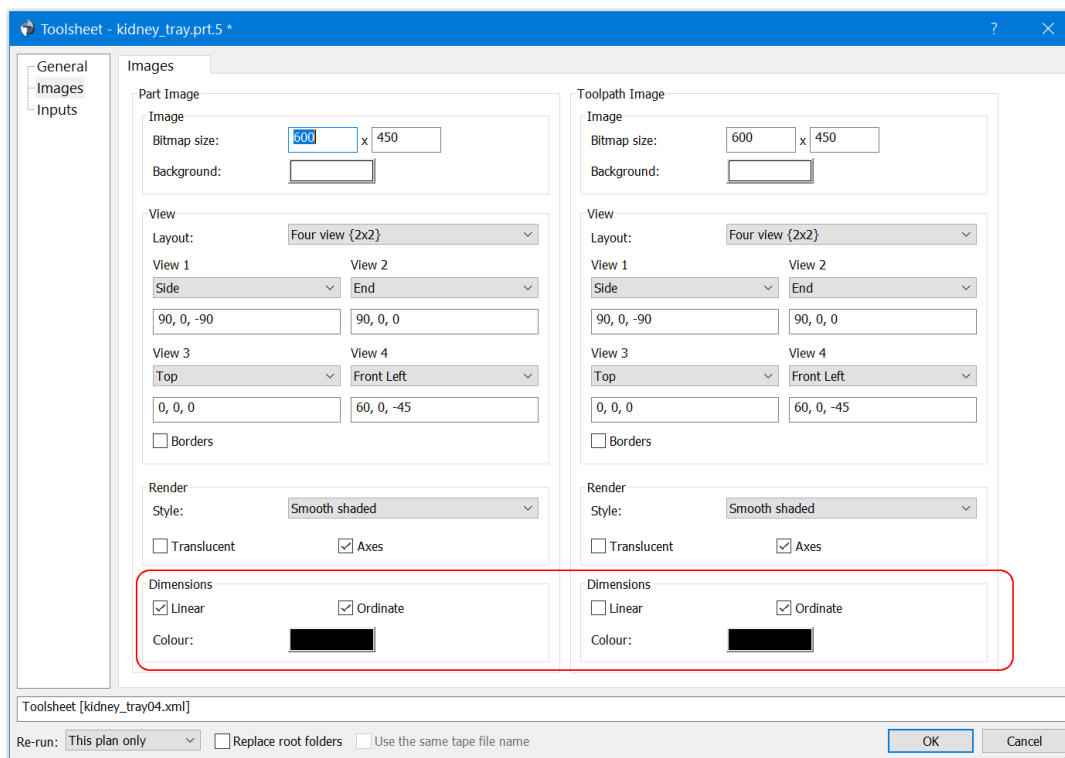 Toolsheet - kidney_tray.prt.5 * ?
General
Images
Inputs
Images
Part Image
Image
Bitmap size: 600 x 450
Background:
View
Layout: Four view {2x2}
View 1 View 2
Side End
90, 0, -90 90, 0, 0
View 3 View 4
Top Front Left
0, 0, 0 60, 0, -45
Borders
Render
Style: Smooth shaded
Translucent Axes
Dimensions
Linear Ordinate
Colour:
Toolpath Image
Image
Bitmap size: 600 x 450
Background:
View
Layout: Four view {2x2}
View 1 View 2
Side End
90, 0, -90 90, 0, 0
View 3 View 4
Top Front Left
0, 0, 0 60, 0, -45
Borders
Render
Style: Smooth shaded
Translucent Axes
Dimensions
Linear Ordinate
Colour:
Toolsheet [kidney_tray04.xml]
Re-run: This plan only Replace root folders Use the same tape file name OK Cancel